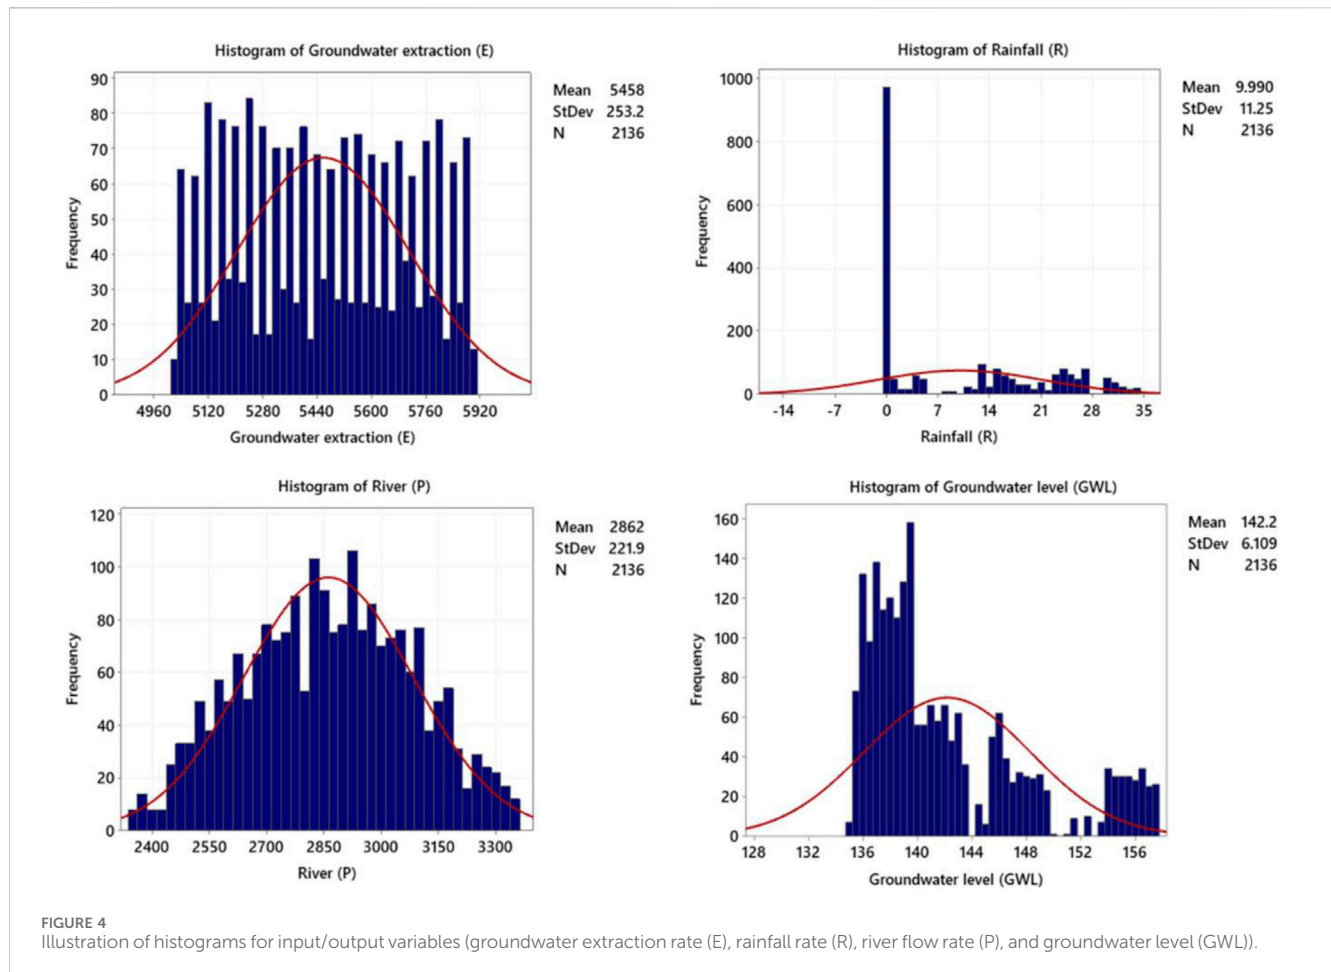 Histogram of Groundwater extraction (E)
90
80
70
60
50
40
30
20
10
0
Frequency
4960 5120 5280 5440 5600 5760 5920
Groundwater extraction (E)
Mean 5458
StDev 253.2
N 2136
Histogram of Rainfall (R)
1000
800
600
400
200
0
Frequency
-14 -7 0 7 14 21 28 35
Rainfall (R)
Mean 9.990
StDev 11.25
N 2136
Histogram of River (P)
120
100
80
60
40
20
0
Frequency
2400 2550 2700 2850 3000 3150 3300
River (P)
Mean 2862
StDev 221.9
N 2136
Histogram of Groundwater level (GWL)
160
140
120
100
80
60
40
20
0
Frequency
128 132 136 140 144 148 152 156
Groundwater level (GWL)
Mean 142.2
StDev 6.109
N 2136
FIGURE 4
Illustration of histograms for input/output variables (groundwater extraction rate (E), rainfall rate (R), river flow rate (P), and groundwater level (GWL)).